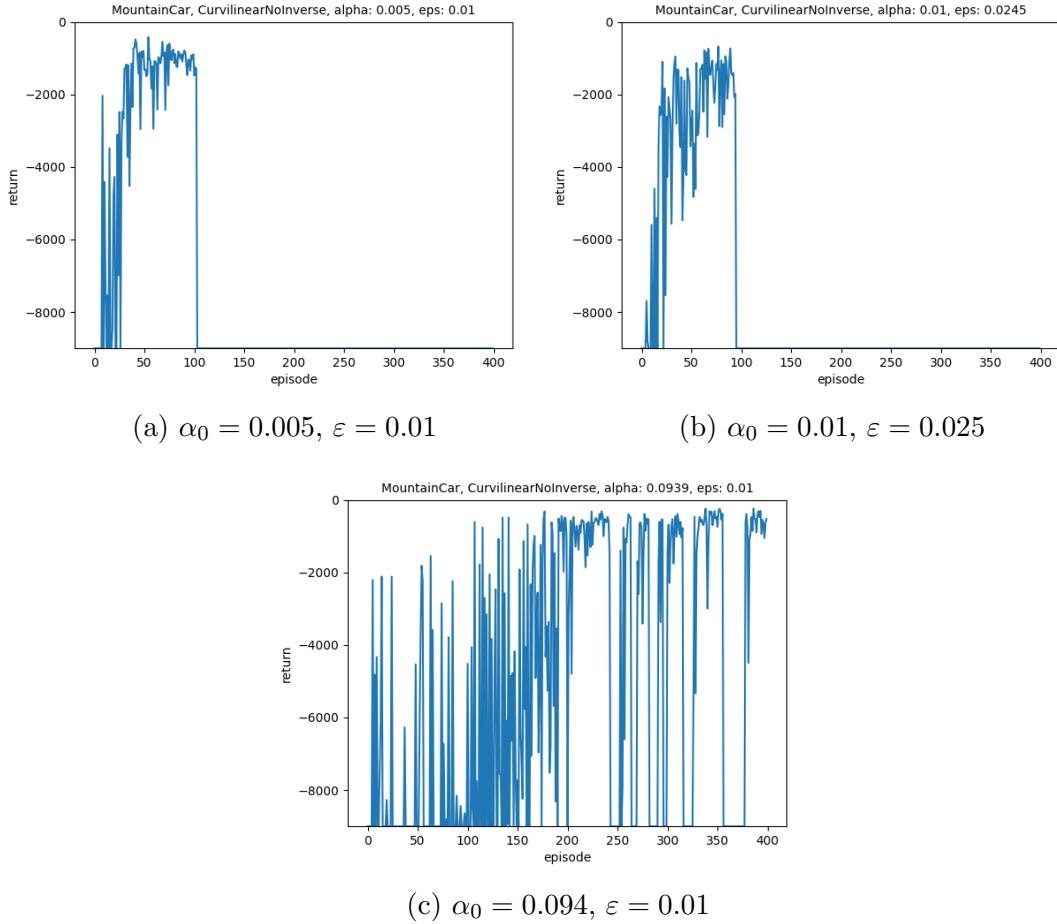 MountainCar, CurvilinearNoInverse, alpha: 0.005, eps: 0.01
0
−2000
−4000
−6000
−8000
return
0 50 100 150 200 250 300 350 400
episode
(a) α₀ = 0.005, ε = 0.01
MountainCar, CurvilinearNoInverse, alpha: 0.01, eps: 0.0245
0
−2000
−4000
−6000
−8000
return
0 50 100 150 200 250 300 350 400
episode
(b) α₀ = 0.01, ε = 0.025
MountainCar, CurvilinearNoInverse, alpha: 0.0939, eps: 0.01
0
−2000
−4000
−6000
−8000
return
0 50 100 150 200 250 300 350 400
episode
(c) α₀ = 0.094, ε = 0.01